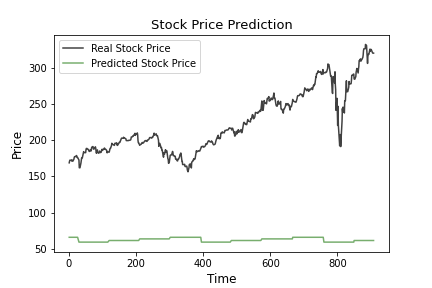 Stock Price Prediction
Real Stock Price
Predicted Stock Price
300
250
200
150
100
50
Price
0 200 400 600 800
Time